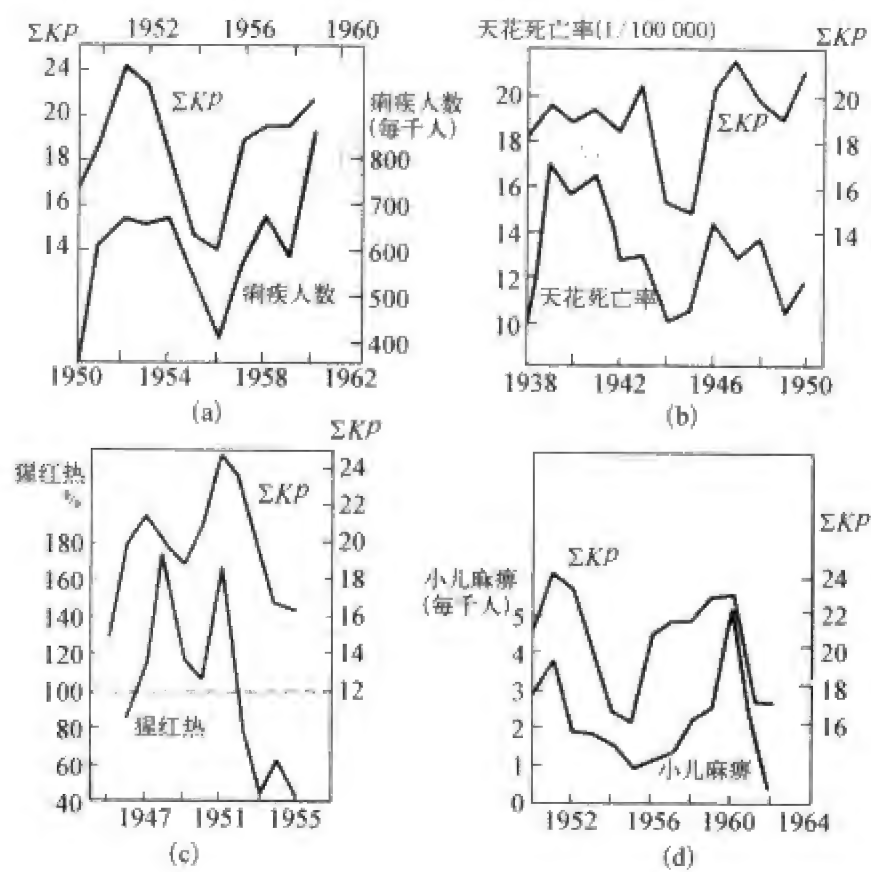 1952 1956 1960
ΣKP
24
20
18
16
14
ΣKP
痢疾人数
(每千人)
800
700
600
500
400
痢疾人数
1950 1954 1958 1962
(a)
天花死亡率(1/100 000)
ΣKP
20
18
16
14
12
10
ΣKP
20
18
16
14
天花死亡率
1938 1942 1946 1950
(b)
猩红热
%
180
160
140
120
100
80
60
40
ΣKP
24
22
20
18
16
14
12
ΣKP
猩红热
1947 1951 1955
(c)
小儿麻痹
(每千人)
5
4
3
2
1
0
ΣKP
ΣKP
24
22
20
18
16
小儿麻痹
1952 1956 1960 1964
(d)